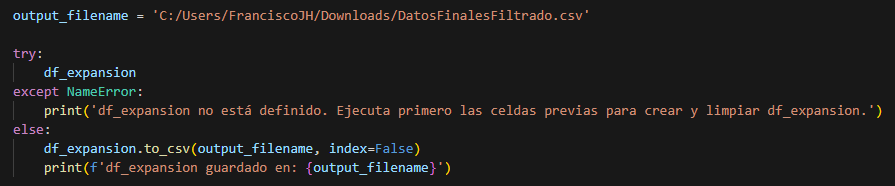 output_filename = 'C:/Users/FranciscoJH/Downloads/DatosFinalesFiltrado.csv'
try:
    df_expansion
except NameError:
    print('df_expansion no está definido. Ejecuta primero las celdas previas para crear y limpiar df_expansion.')
else:
    df_expansion.to_csv(output_filename, index=False)
    print(f'df_expansion guardado en: {output_filename}')